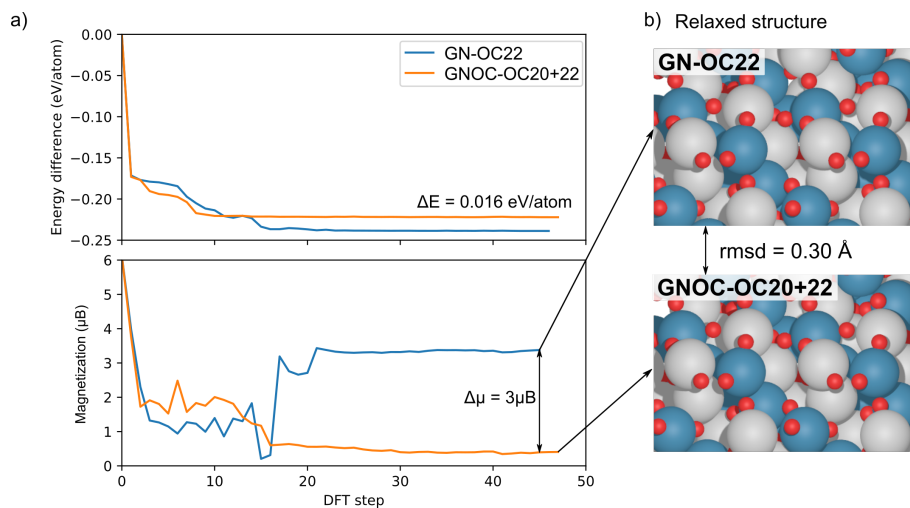 a)
b) Relaxed structure
GN-OC22
GNOC-OC20+22
Energy difference (eV/atom)
0.00
−0.05
−0.10
−0.15
−0.20
−0.25
ΔE = 0.016 eV/atom
GN-OC22
rmsd = 0.30 Å
GNOC-OC20+22
Magnetization (μB)
6
5
4
3
2
1
0
Δμ = 3μB
0 10 20 30 40 50
DFT step